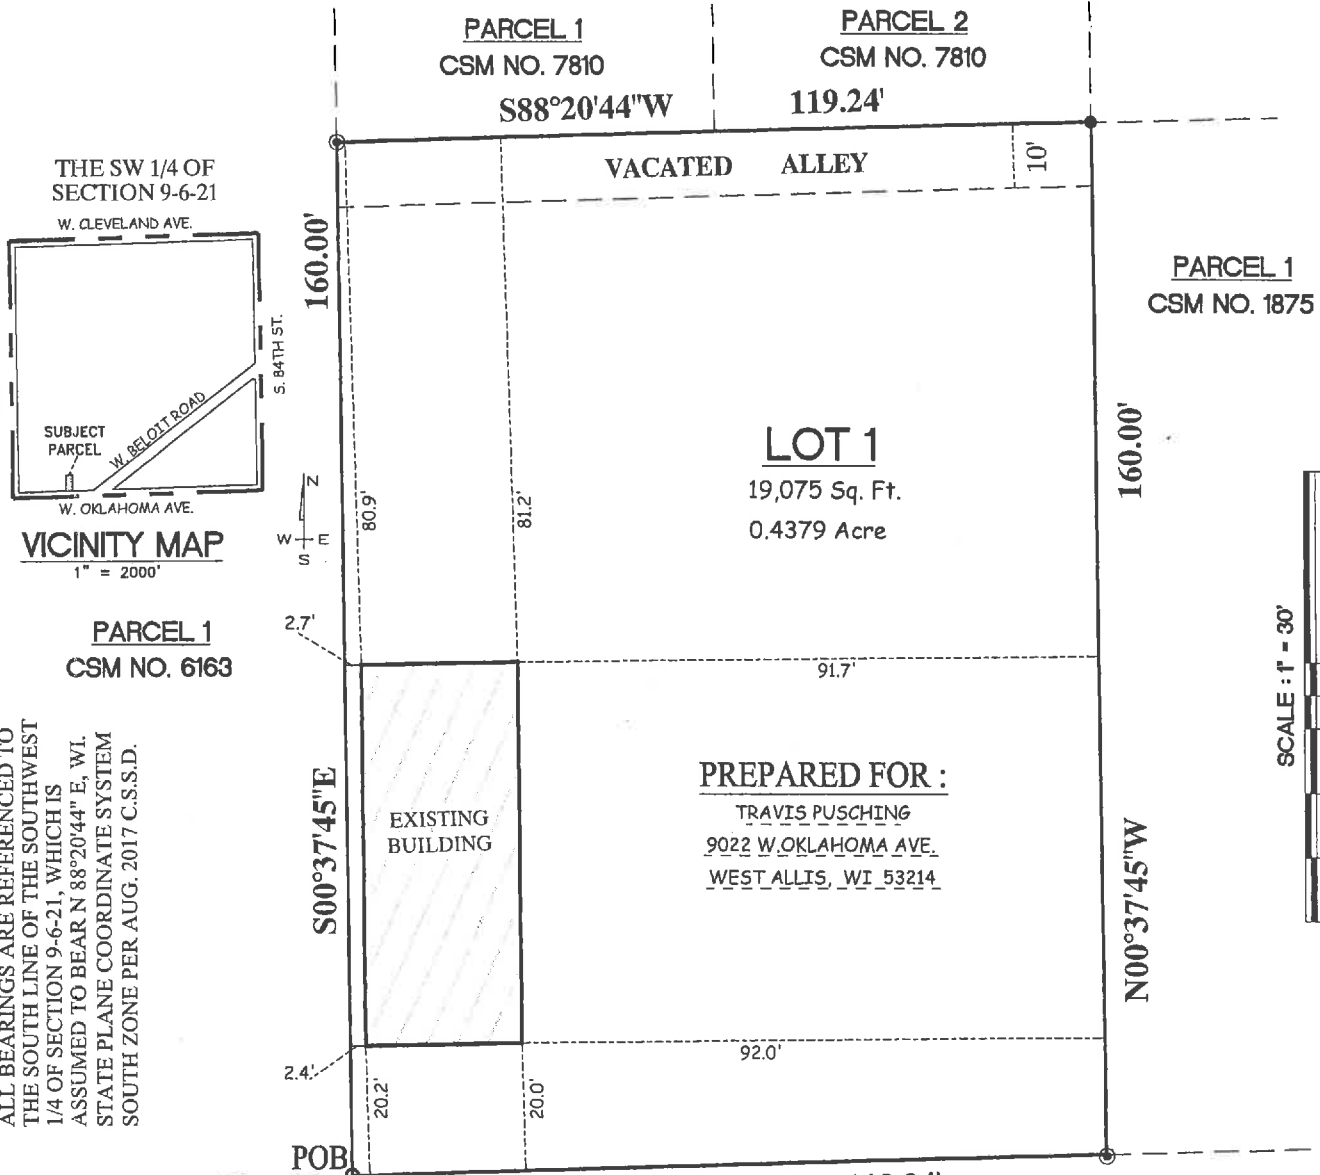 PARCEL 1
CSM NO. 7810
PARCEL 2
CSM NO. 7810
S88°20'44"W 119.24'
VACATED ALLEY
10'
THE SW 1/4 OF
SECTION 9-6-21
W. CLEVELAND AVE.
S. 84TH ST.
W. BELOIT ROAD
SUBJECT
PARCEL
W. OKLAHOMA AVE.
VICINITY MAP
1" = 2000'
N
W E
S
160.00'
PARCEL 1
CSM NO. 1875
LOT 1
19,075 Sq. Ft.
0.4379 Acre
160.00'
80.9'
81.2'
PARCEL 1
CSM NO. 6163
2.7'
91.7'
SCALE : 1" = 30'
ALL BEARINGS ARE REFERENCED TO
THE SOUTH LINE OF THE SOUTHWEST
1/4 OF SECTION 9-6-21, WHICH IS
ASSUMED TO BEAR N 88°20'44" E, WI.
STATE PLANE COORDINATE SYSTEM
SOUTH ZONE PER AUG. 2017 C.S.S.D.
S00°37'45"E
EXISTING
BUILDING
PREPARED FOR :
TRAVIS PUSCHING
9022 W.OKLAHOMA AVE.
WEST ALLIS, WI 53214
N00°37'45"W
2.4'
92.0'
20.2'
20.0'
POB